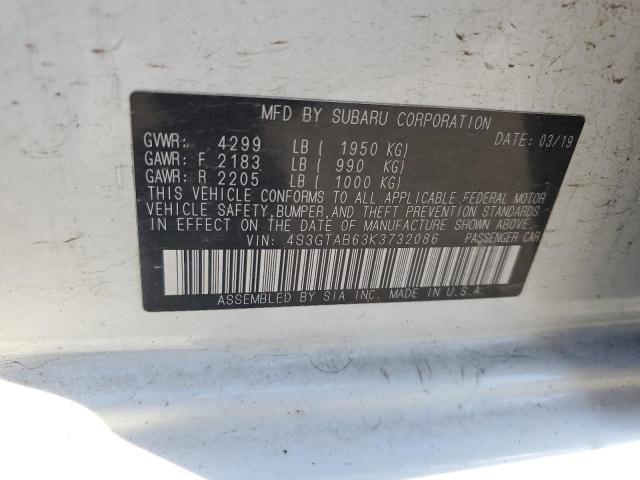 MFD BY SUBARU CORPORATION
GVWR: 4299 LB ( 1950 KG) DATE: 03/19
GAWR: F 2183 LB ( 990 KG)
GAWR: R 2205 LB ( 1000 KG)
THIS VEHICLE CONFORMS TO ALL APPLICABLE FEDERAL MOTOR
VEHICLE SAFETY, BUMPER, AND THEFT PREVENTION STANDARDS
IN EFFECT ON THE DATE OF MANUFACTURE SHOWN ABOVE.
VIN: 4S3GTAB63K3732086 PASSENGER CAR
ASSEMBLED BY SIA INC. MADE IN U.S.A.